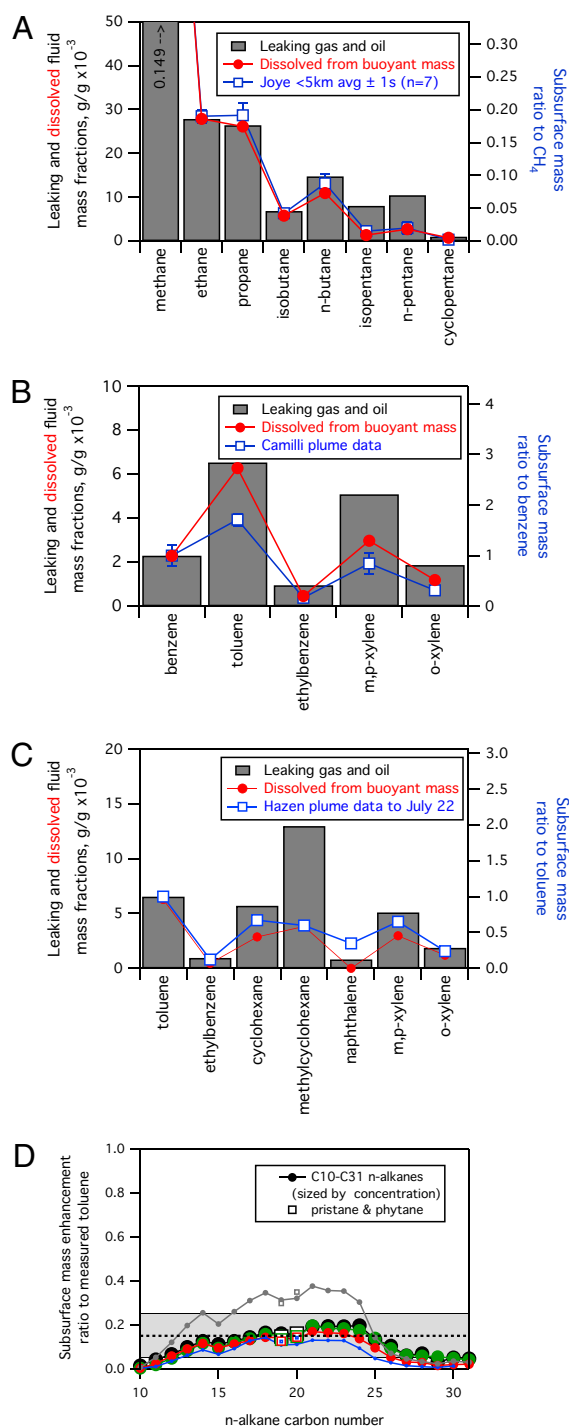 A
Leaking and dissolved fluid
mass fractions, g/g x10⁻³
50
40
30
20
10
0
0.149 -->
Leaking gas and oil
Dissolved from buoyant mass
Joye <5km avg ± 1s (n=7)
0.30
0.25
0.20
0.15
0.10
0.05
0.00
Subsurface mass
ratio to CH₄
methane
ethane
propane
isobutane
n-butane
isopentane
n-pentane
cyclopentane
B
Leaking and dissolved fluid
mass fractions, g/g x10⁻³
10
8
6
4
2
0
Leaking gas and oil
Dissolved from buoyant mass
Camilli plume data
4
3
2
1
0
Subsurface mass
ratio to benzene
benzene
toluene
ethylbenzene
m,p-xylene
o-xylene
C
Leaking and dissolved fluid
mass fractions, g/g x10⁻³
20
15
10
5
0
Leaking gas and oil
Dissolved from buoyant mass
Hazen plume data to July 22
3.0
2.5
2.0
1.5
1.0
0.5
0.0
Subsurface mass
ratio to toluene
toluene
ethylbenzene
cyclohexane
methylcyclohexane
naphthalene
m,p-xylene
o-xylene
D
Subsurface mass enhancement
ratio to measured toluene
1.0
0.8
0.6
0.4
0.2
0.0
C10-C31 n-alkanes
(sized by concentration)
pristane & phytane
10
15
20
25
30
n-alkane carbon number